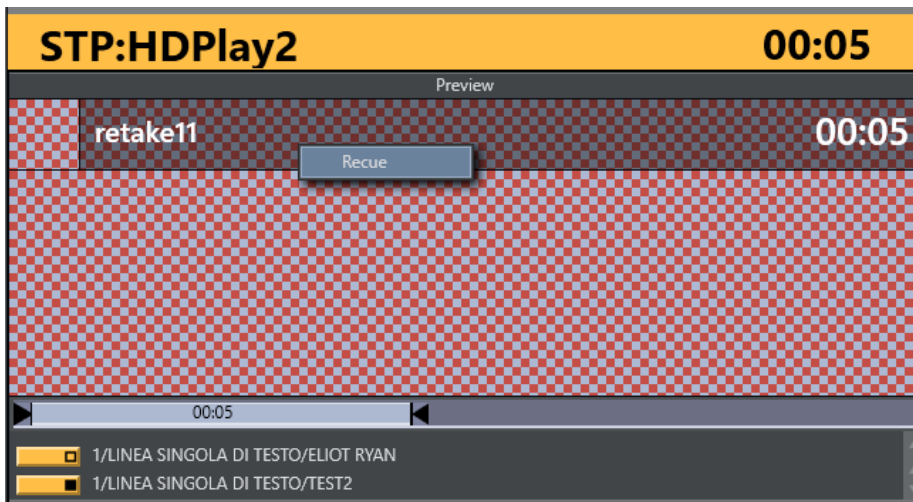 STP:HDPlay2 00:05
Preview
retake11 00:05
Recue
00:05
1/LINEA SINGOLA DI TESTO/ELIOT RYAN
1/LINEA SINGOLA DI TESTO/TEST2